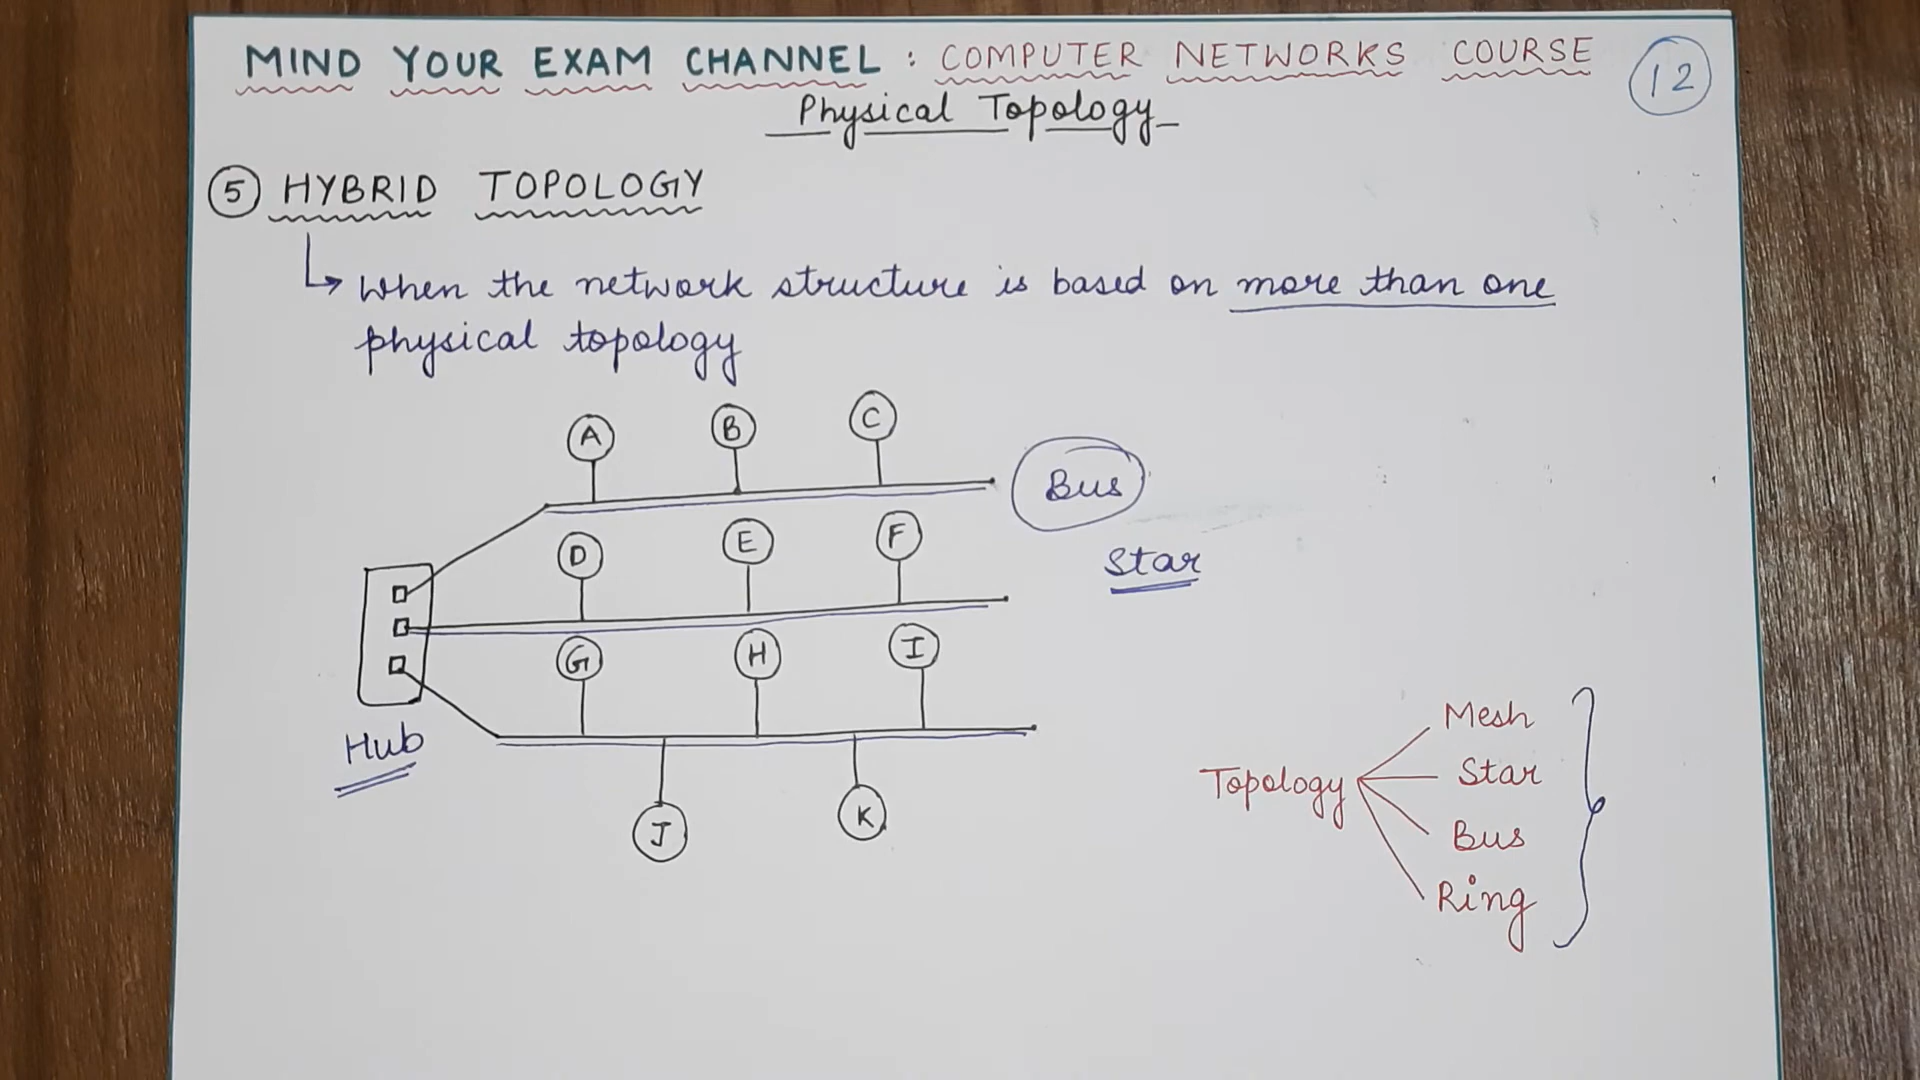 MIND YOUR EXAM CHANNEL : COMPUTER NETWORKS COURSE
12
Physical Topology
5 HYBRID TOPOLOGY
When the network structure is based on more than one
physical topology
A B C
Bus
D E F
Star
G H I
Hub
J K
Topology
Mesh
Star
Bus
Ring